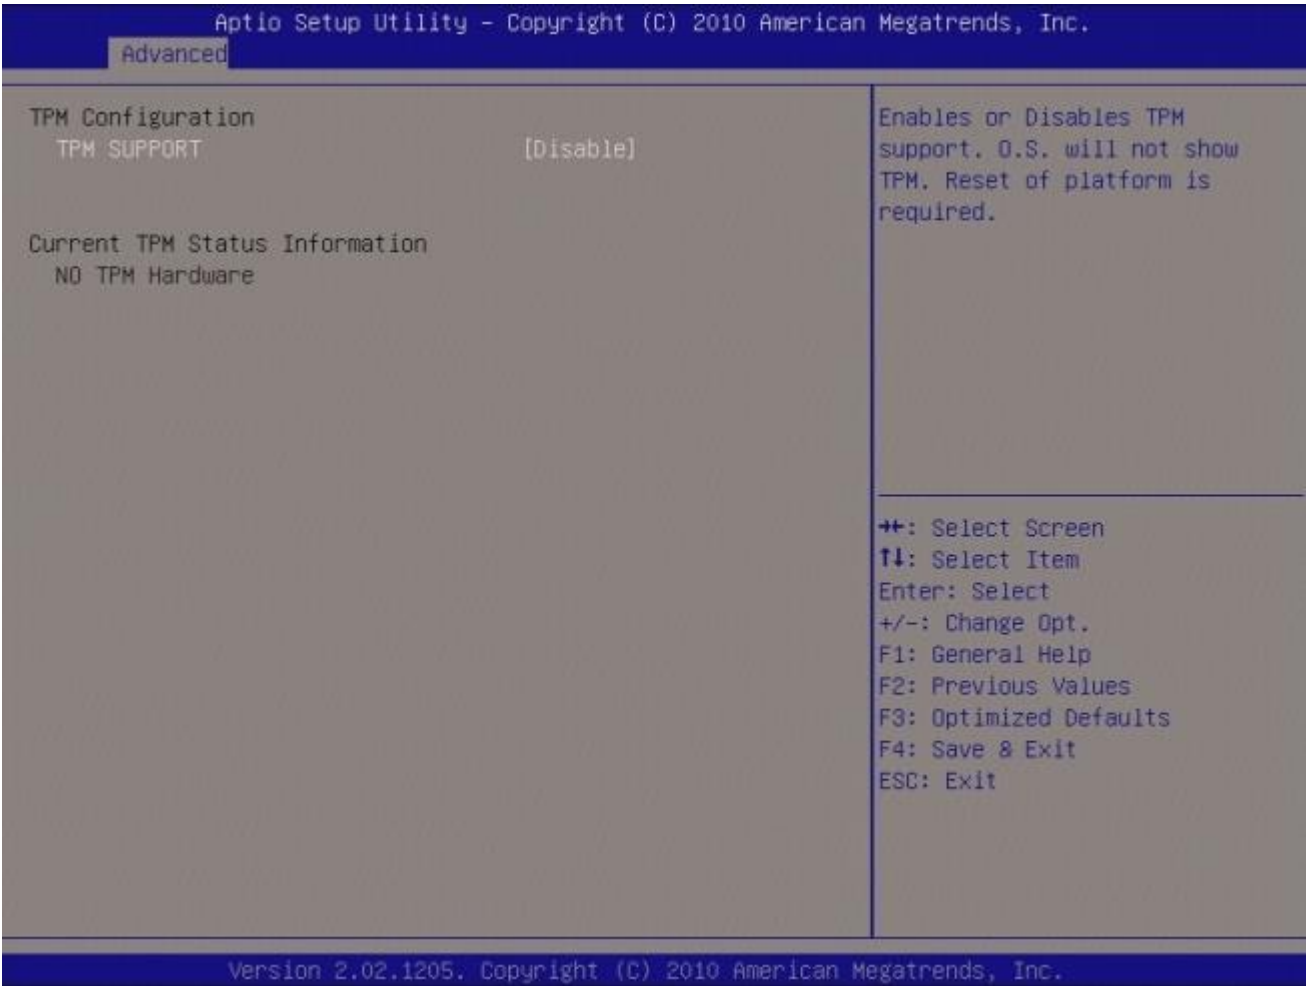 Aptio Setup Utility – Copyright (C) 2010 American Megatrends, Inc.
Advanced
TPM Configuration
TPM SUPPORT [Disable]
Current TPM Status Information
NO TPM Hardware
Enables or Disables TPM
support. O.S. will not show
TPM. Reset of platform is
required.
→←: Select Screen
↑↓: Select Item
Enter: Select
+/-: Change Opt.
F1: General Help
F2: Previous Values
F3: Optimized Defaults
F4: Save & Exit
ESC: Exit
Version 2.02.1205. Copyright (C) 2010 American Megatrends, Inc.